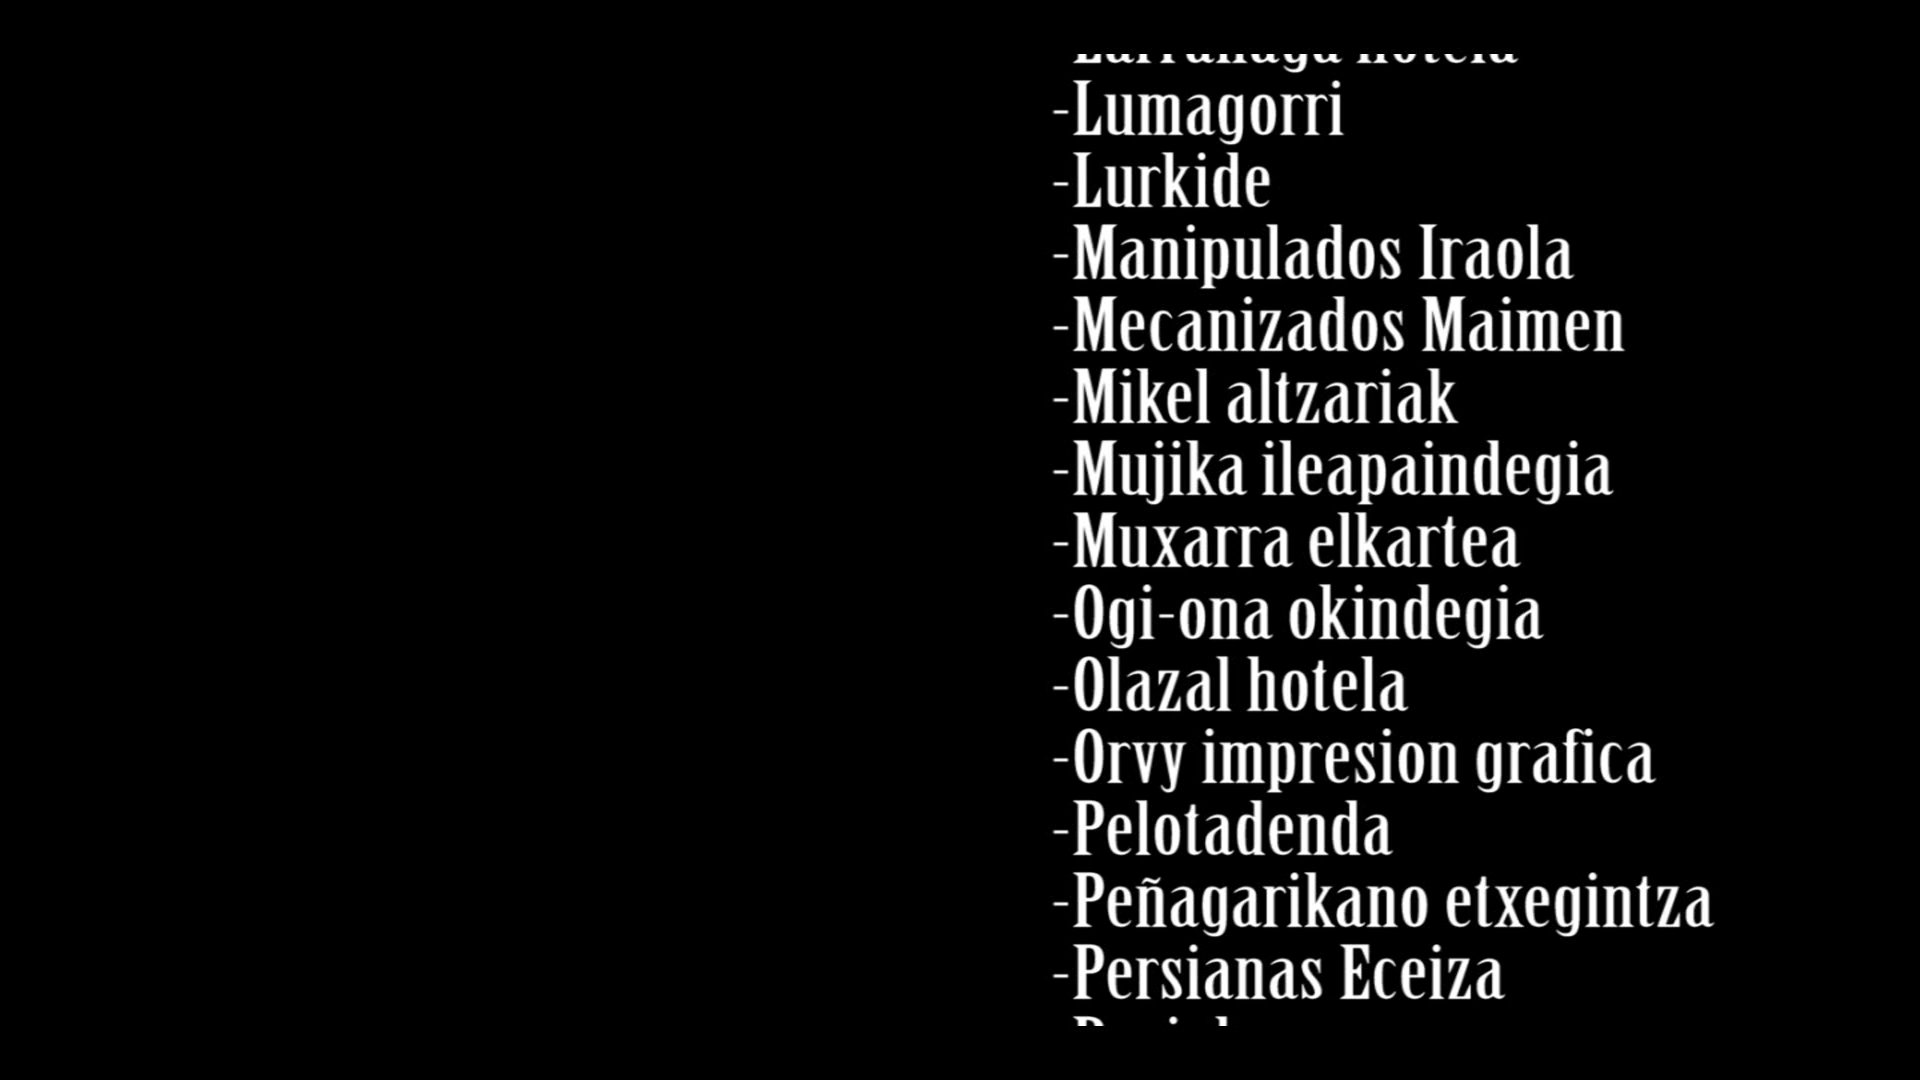 -Lumagorri
-Lurkide
-Manipulados Iraola
-Mecanizados Maimen
-Mikel altzariak
-Mujika ileapaindegia
-Muxarra elkartea
-Ogi-ona okindegia
-Olazal hotela
-Orvy impresion grafica
-Pelotadenda
-Peñagarikano etxegintza
-Persianas Eceiza